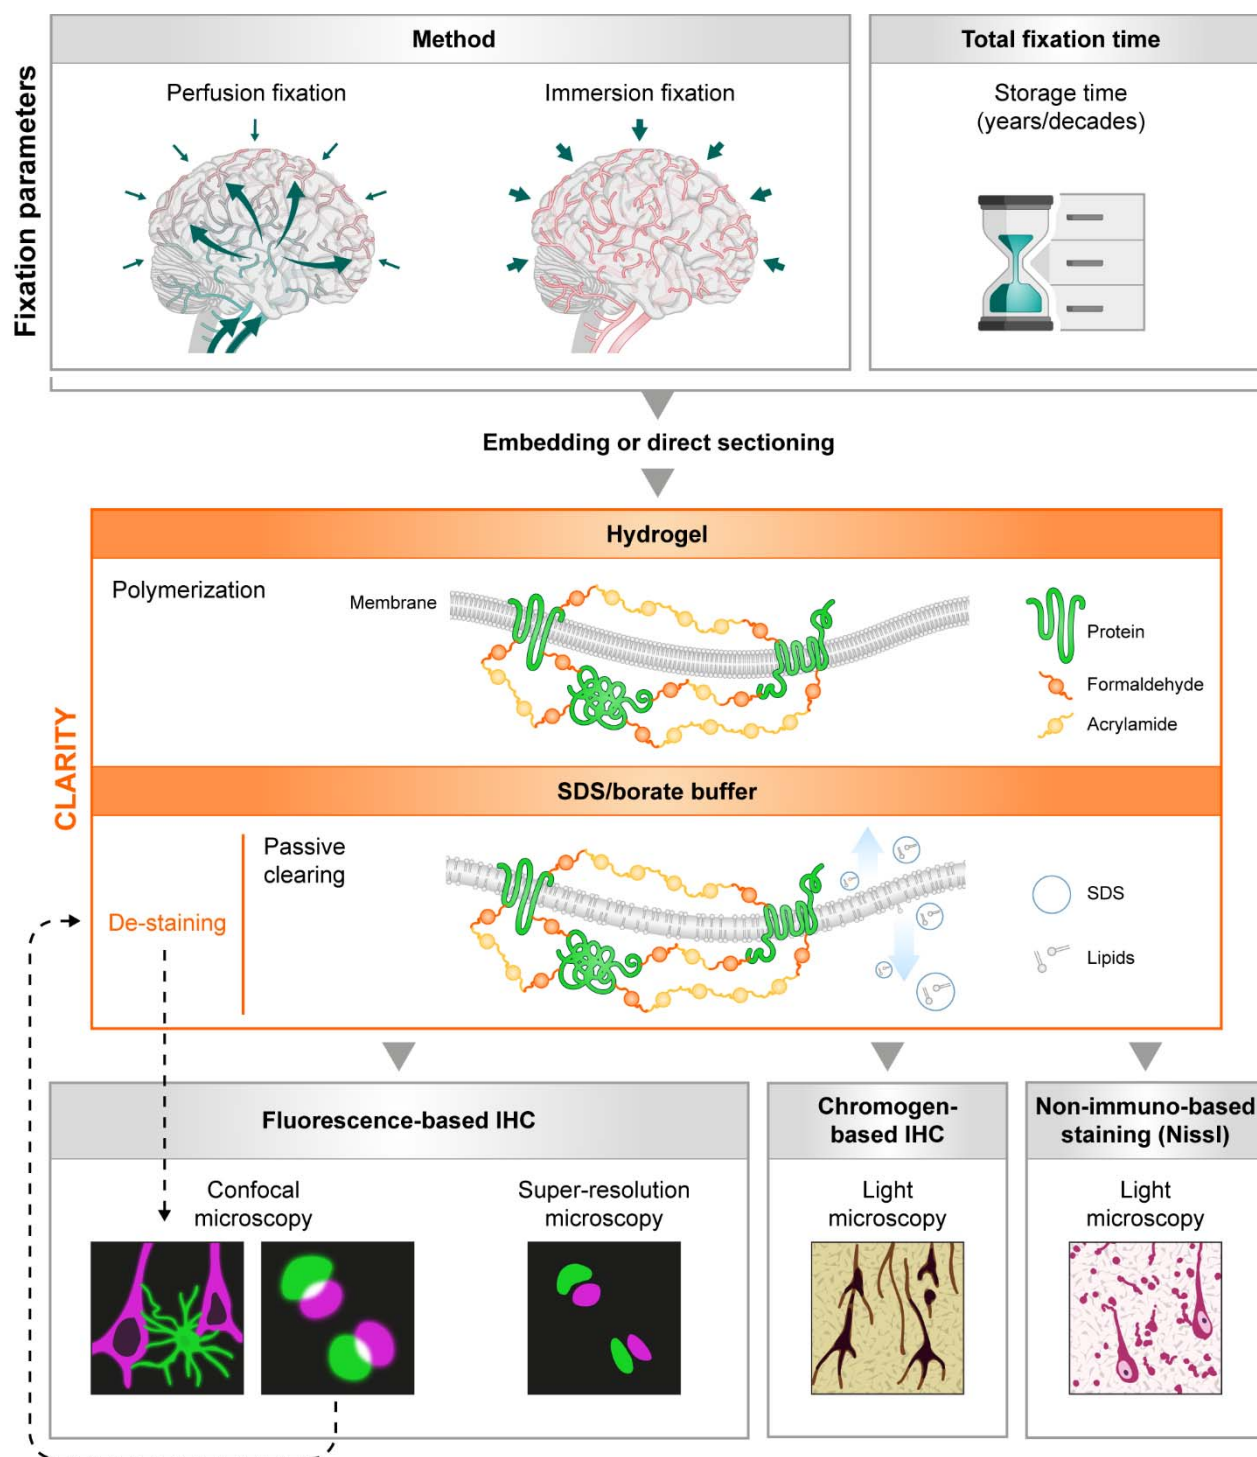 Fixation parameters
Method
Perfusion fixation
Immersion fixation
Total fixation time
Storage time
(years/decades)
Embedding or direct sectioning
CLARITY
Hydrogel
Polymerization
Membrane
Protein
Formaldehyde
Acrylamide
SDS/borate buffer
De-staining
Passive
clearing
SDS
Lipids
Fluorescence-based IHC
Confocal
microscopy
Super-resolution
microscopy
Chromogen-
based IHC
Light
microscopy
Non-immuno-based
staining (Nissl)
Light
microscopy